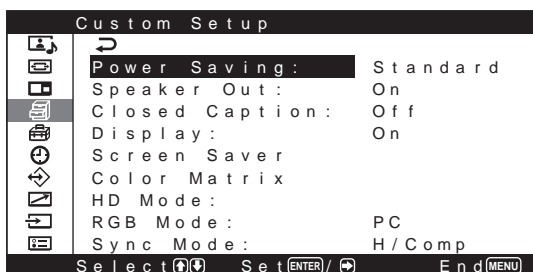 Custom Setup
Power Saving: Standard
Speaker Out: On
Closed Caption: Off
Display: On
Screen Saver
Color Matrix
HD Mode:
RGB Mode: PC
Sync Mode: H/Comp
Select Set ENTER / End MENU